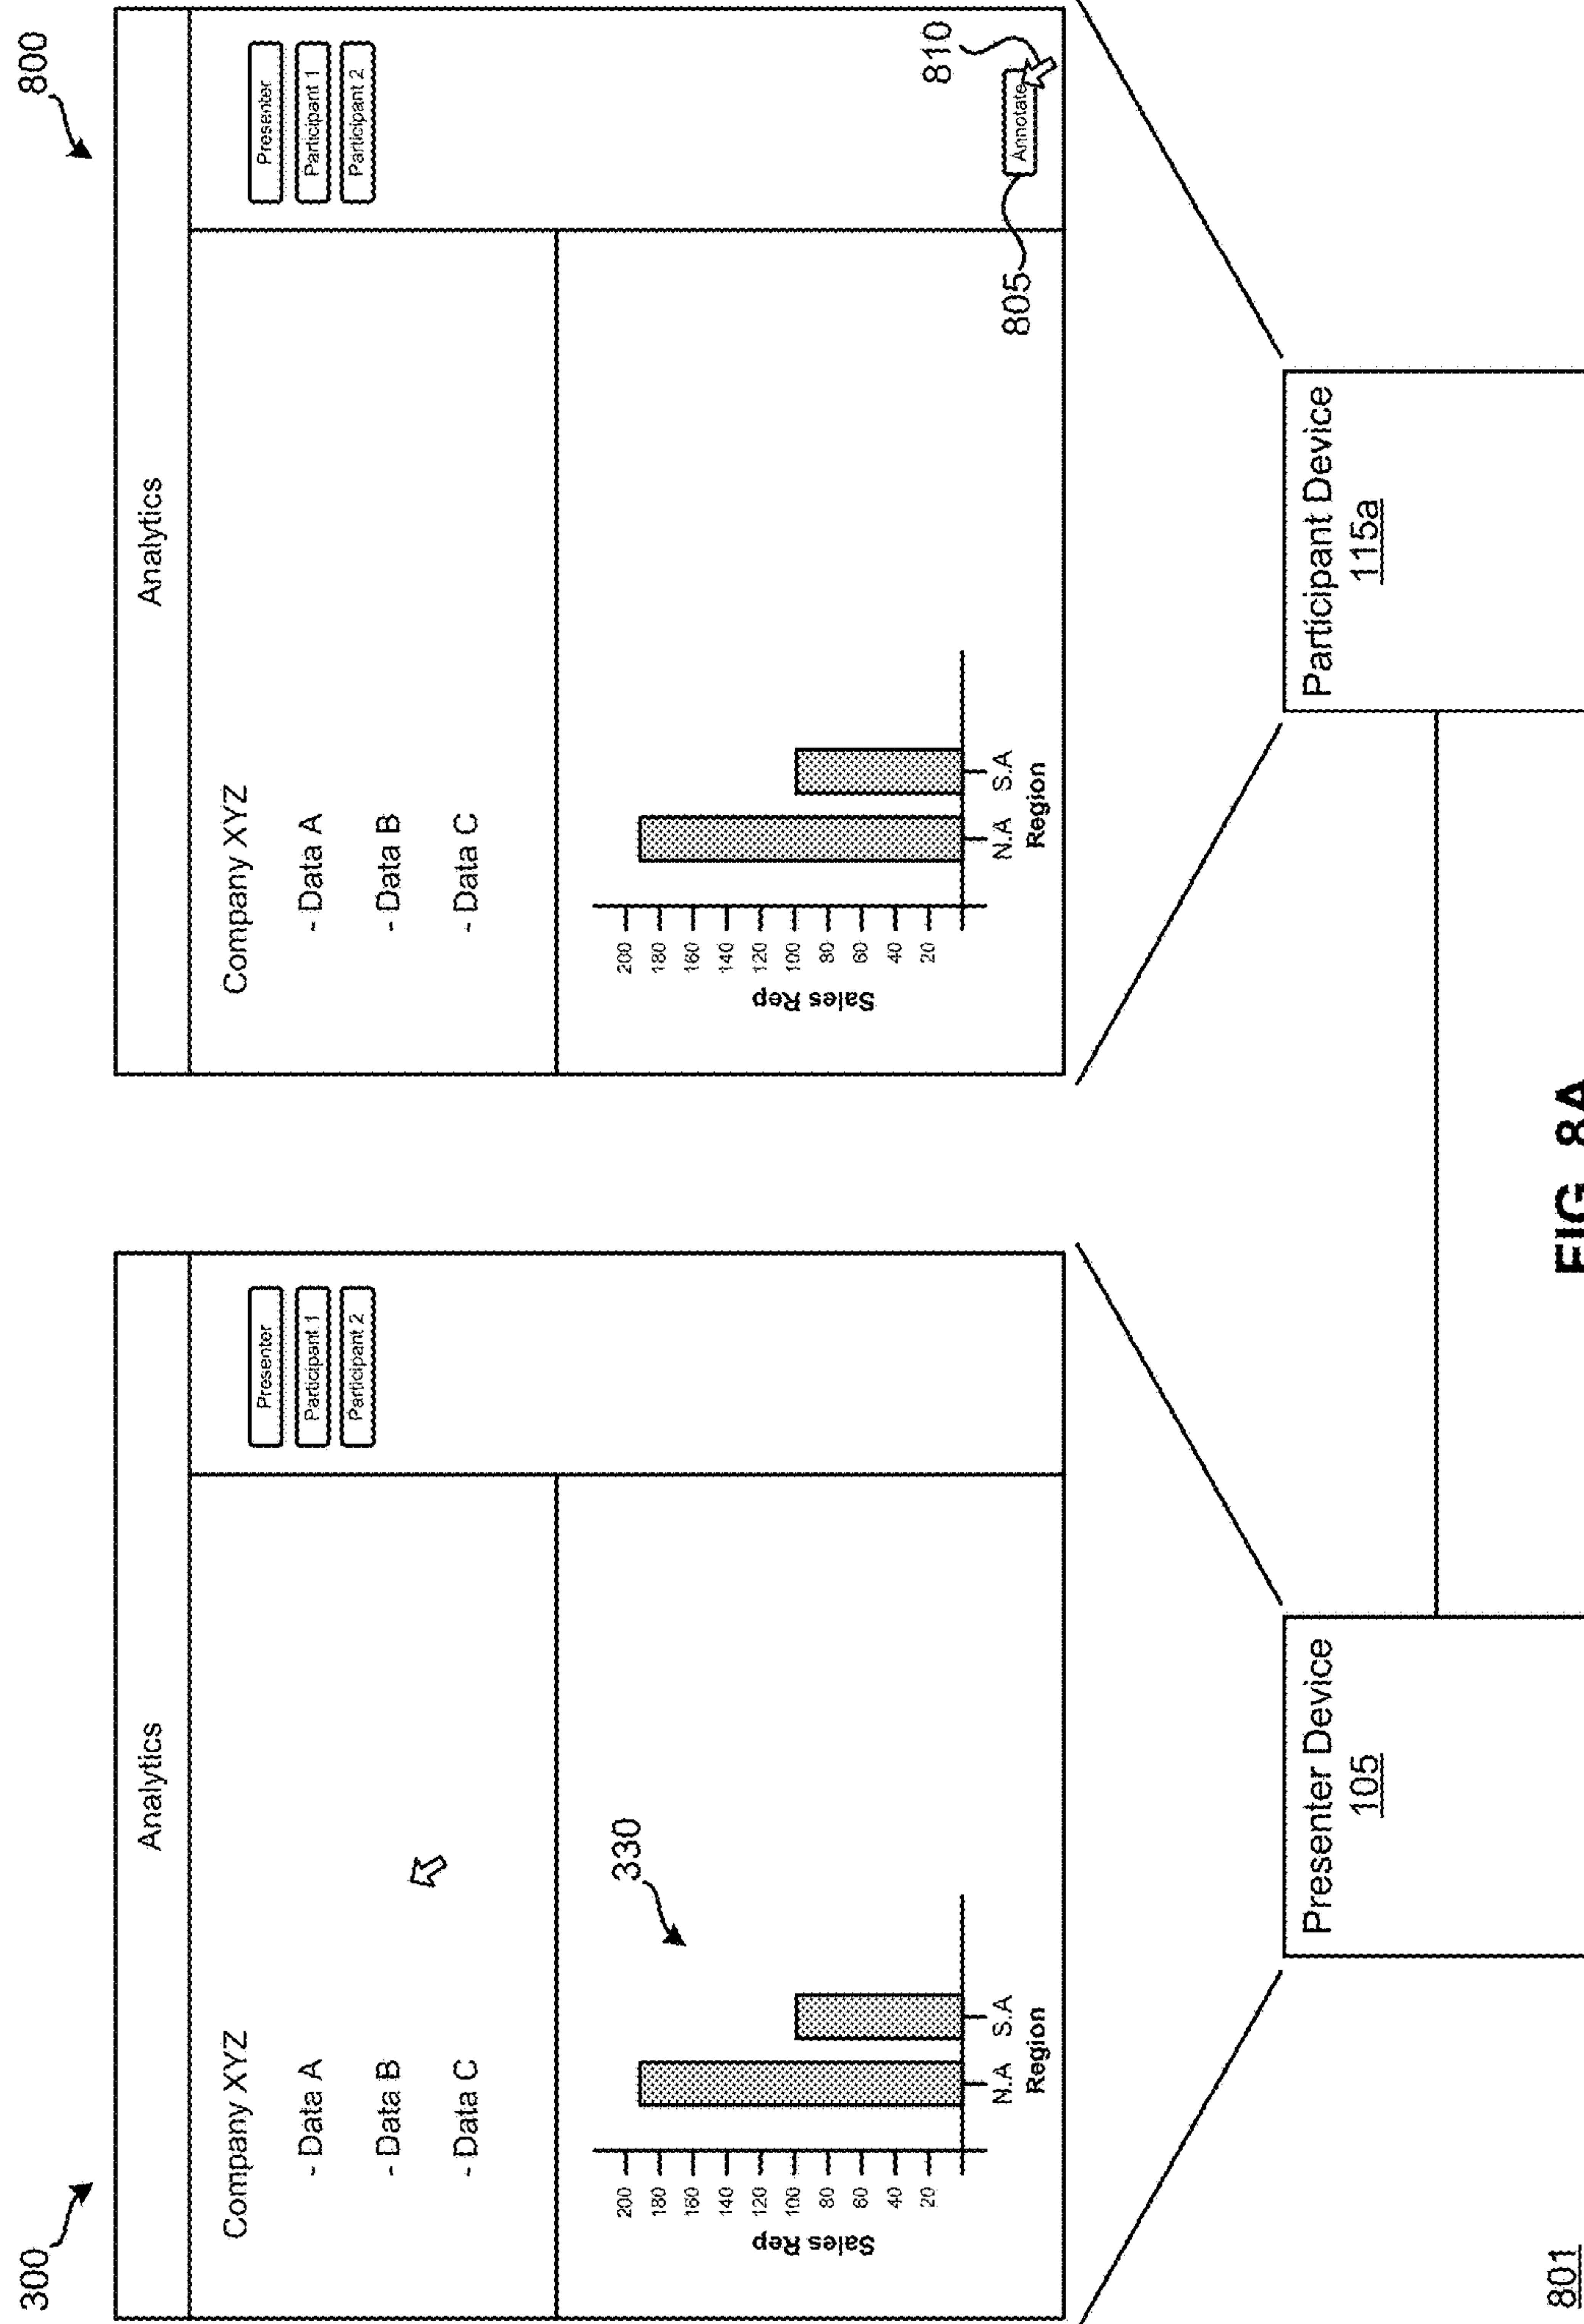 300
Analytics
Company XYZ
- Data A
- Data B
- Data C
Presenter
Participant 1
Participant 2
330
Sales Rep
200
180
160
140
120
100
80
60
40
20
N.A S.A
Region
Presenter Device
105
800
Analytics
Company XYZ
- Data A
- Data B
- Data C
Presenter
Participant 1
Participant 2
Sales Rep
200
180
160
140
120
100
80
60
40
20
N.A S.A
Region
805
Annotate
810
Participant Device
115a
801
FIG. 8A